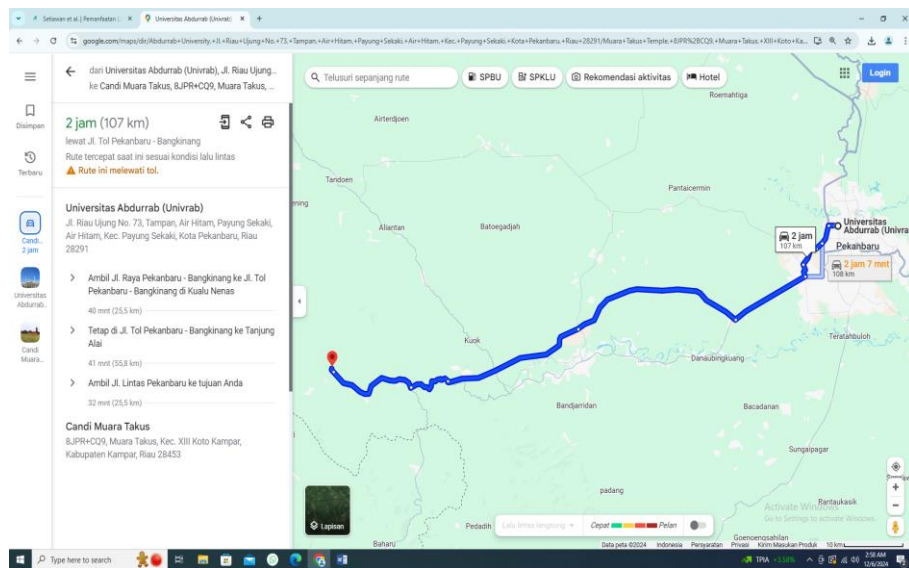 Setiawan et al. | Pemanfaatan
Universitas Abdurrab (Univrab)
google.com/maps/dir/Abdurrab+University,+Jl.+Riau+Ujung+No.+73,+Tampan,+Air+Hitam,+Payung+Sekaki,+Air+Hitam,+Kec.+Payung+Sekaki,+Kota+Pekanbaru,+Riau+28291/Muara+Takus+Temple,+8JPR%2BCQ9,+Muara+Takus,+XIII+Koto+Ka...
Disimpan
Terbaru
Candi..
2 jam
Universitas
Abdurrab..
Candi
Muara..
dari Universitas Abdurrab (Univrab), Jl. Riau Ujung...
ke Candi Muara Takus, 8JPR+CQ9, Muara Takus, ...
2 jam (107 km)
lewat Jl. Tol Pekanbaru - Bangkinang
Rute tercepat saat ini sesuai kondisi lalu lintas
Rute ini melewati tol.
Universitas Abdurrab (Univrab)
Jl. Riau Ujung No. 73, Tampan, Air Hitam, Payung Sekaki,
Air Hitam, Kec. Payung Sekaki, Kota Pekanbaru, Riau
28291
Ambil Jl. Raya Pekanbaru - Bangkinang ke Jl. Tol
Pekanbaru - Bangkinang di Kualu Nenas
40 mnt (25,5 km)
Tetap di Jl. Tol Pekanbaru - Bangkinang ke Tanjung
Alai
41 mnt (55,8 km)
Ambil Jl. Lintas Pekanbaru ke tujuan Anda
32 mnt (25,5 km)
Candi Muara Takus
8JPR+CQ9, Muara Takus, Kec. XIII Koto Kampar,
Kabupaten Kampar, Riau 28453
Telusuri sepanjang rute
SPBU
SPKLU
Rekomendasi aktivitas
Hotel
Login
Roemahtiga
Airterdjoen
Tandoen
ming
Pantaicermin
Aliantan
Batoegadjah
Universitas
Abdurrab (Univra
2 jam
107 km
Pekanbaru
2 jam 7 mnt
108 km
Kuok
Teratahbuloh
Danaubingkuang
Bandjarridan
Bacadanan
Sungaipagar
padang
Rantaukasik
Activate Windows
Go to Settings to activate Windows.
Lapisan
Pedadih
Lalu lintas langsung
Cepat
Pelan
Baharu
Goencengsahilan
Data peta ©2024
Indonesia
Persyaratan
Privasi
Kirim Masukan Produk
10 km
Type here to search
TPIA +3.50%
2:50 AM
12/6/2024